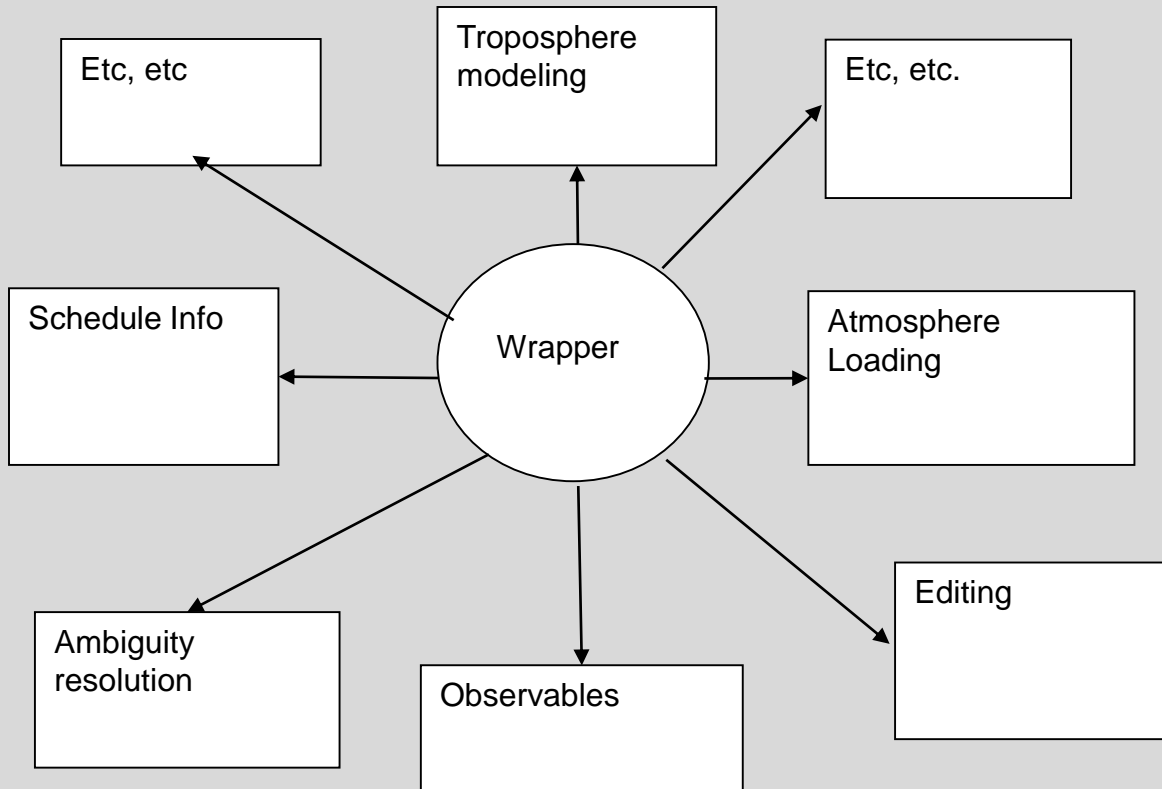 Etc, etc
Troposphere
modeling
Etc, etc.
Schedule Info
Wrapper
Atmosphere
Loading
Ambiguity
resolution
Observables
Editing